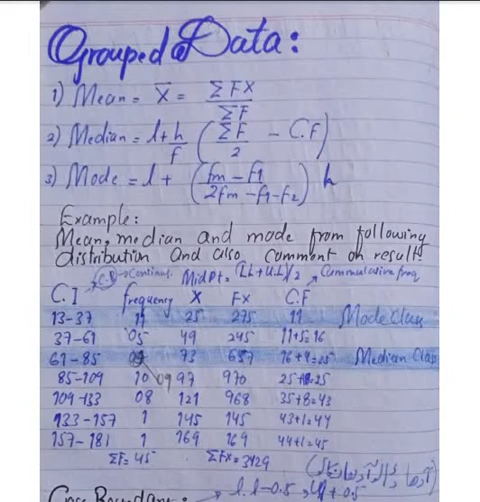 Grouped Data:
1) Mean = X̄ = ΣFX / ΣF
2) Median = l + h/f (ΣF/2 - C.F)
3) Mode = l + (fm - f1 / 2fm - f1 - f2) h
Example:
Mean, median and mode from following
distribution and also comment on result
(C.B) → Continus. MidPt = (L.L + U.L)/2 → Commulative freq
C.I frequency X FX C.F
13-37 11 25 275 11 Mode Class
37-61 05 49 245 11+5=16
61-85 09 73 657 16+9=25 Median Class
85-109 10 97 970 25+10=35
109-133 08 121 968 35+8=43
133-157 1 145 145 43+1=44
157-181 1 169 169 44+1=45
ΣF=45 ΣFX=3429
→ l.l-0.5, +0.5